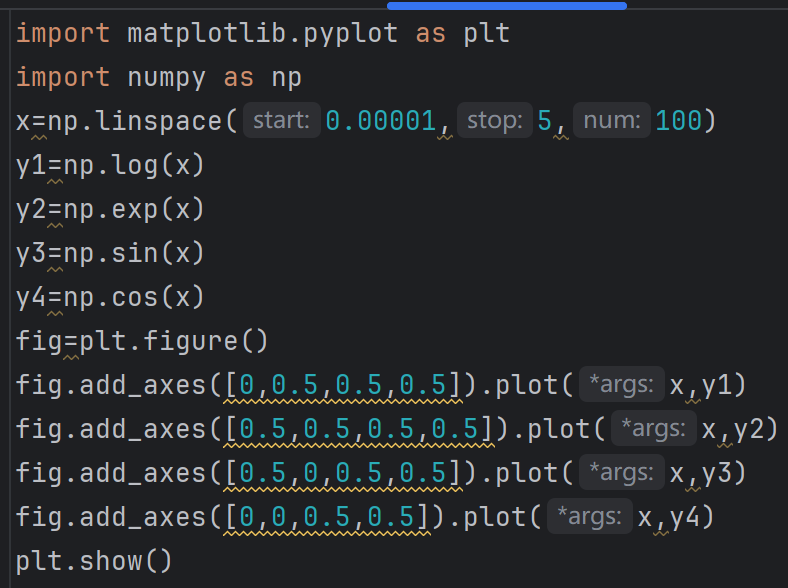 import matplotlib.pyplot as plt
import numpy as np
x=np.linspace( start: 0.00001, stop: 5, num: 100)
y1=np.log(x)
y2=np.exp(x)
y3=np.sin(x)
y4=np.cos(x)
fig=plt.figure()
fig.add_axes([0,0.5,0.5,0.5]).plot( *args: x,y1)
fig.add_axes([0.5,0.5,0.5,0.5]).plot( *args: x,y2)
fig.add_axes([0.5,0,0.5,0.5]).plot( *args: x,y3)
fig.add_axes([0,0,0.5,0.5]).plot( *args: x,y4)
plt.show()